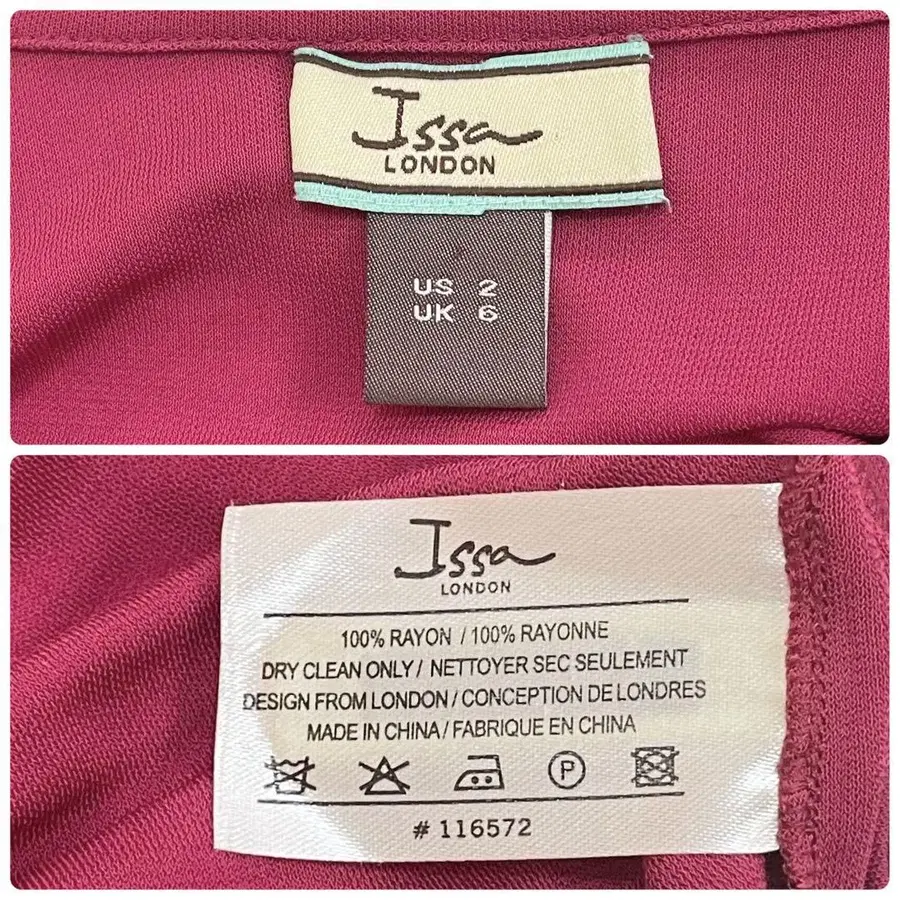 Issa
LONDON
US 2
UK 6
Issa
LONDON
100% RAYON / 100% RAYONNE
DRY CLEAN ONLY / NETTOYER SEC SEULEMENT
DESIGN FROM LONDON / CONCEPTION DE LONDRES
MADE IN CHINA / FABRIQUE EN CHINA
P
# 116572